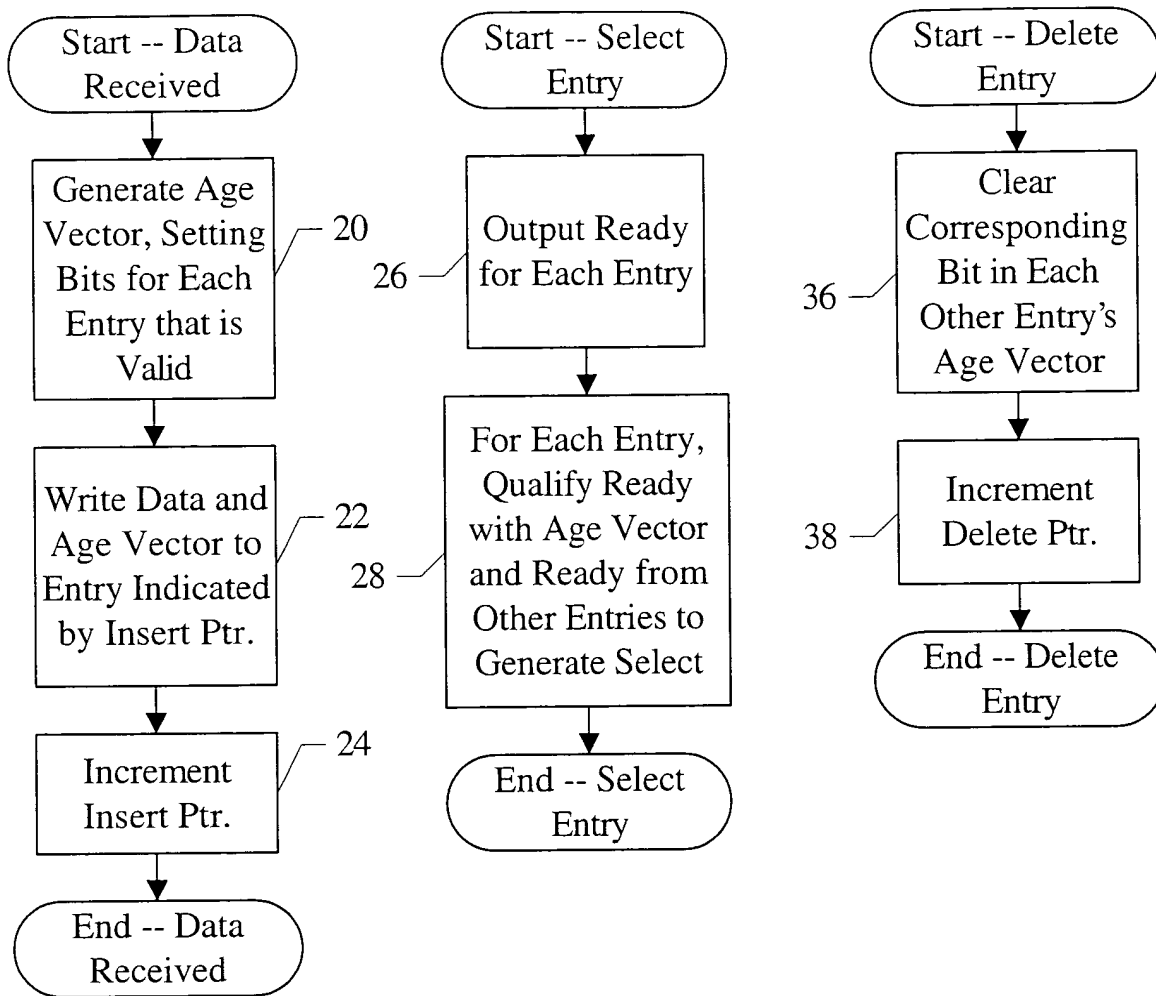 Start -- Data
Received
Generate Age
Vector, Setting
Bits for Each
Entry that is
Valid
20
Write Data and
Age Vector to
Entry Indicated
by Insert Ptr.
22
Increment
Insert Ptr.
24
End -- Data
Received
Start -- Select
Entry
Output Ready
for Each Entry
26
For Each Entry,
Qualify Ready
with Age Vector
and Ready from
Other Entries to
Generate Select
28
End -- Select
Entry
Start -- Delete
Entry
Clear
Corresponding
Bit in Each
Other Entry's
Age Vector
36
Increment
Delete Ptr.
38
End -- Delete
Entry